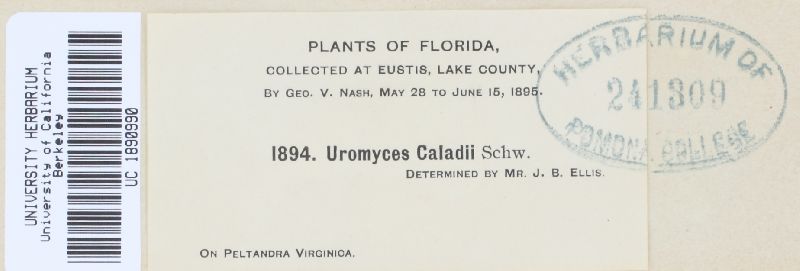 UNIVERSITY HERBARIUM
University of California
Berkeley
UC 1890990
PLANTS OF FLORIDA,
COLLECTED AT EUSTIS, LAKE COUNTY,
BY GEO. V. NASH, MAY 28 TO JUNE 15, 1895.
1894. Uromyces Caladii Schw.
DETERMINED BY MR. J. B. ELLIS.
ON PELTANDRA VIRGINICA.
HERBARIUM OF
241309
POMONA COLLEGE